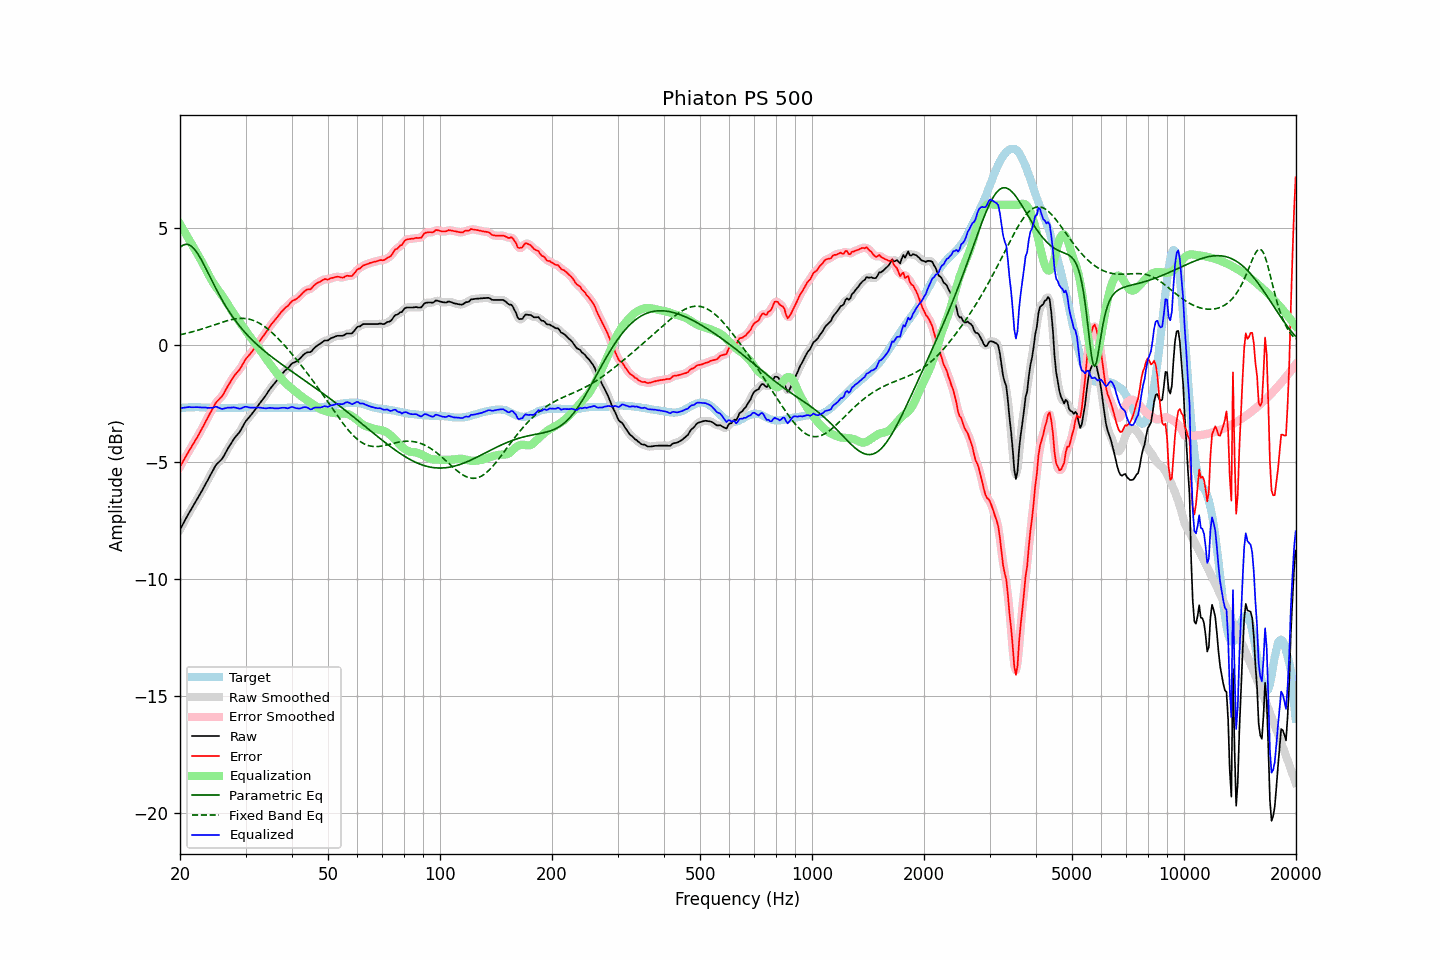 Phiaton PS 500
Amplitude (dBr)
5
0
−5
−10
−15
−20
Target
Raw Smoothed
Error Smoothed
Raw
Error
Equalization
Parametric Eq
Fixed Band Eq
Equalized
20
50
100
200
500
1000
2000
5000
10000
20000
Frequency (Hz)